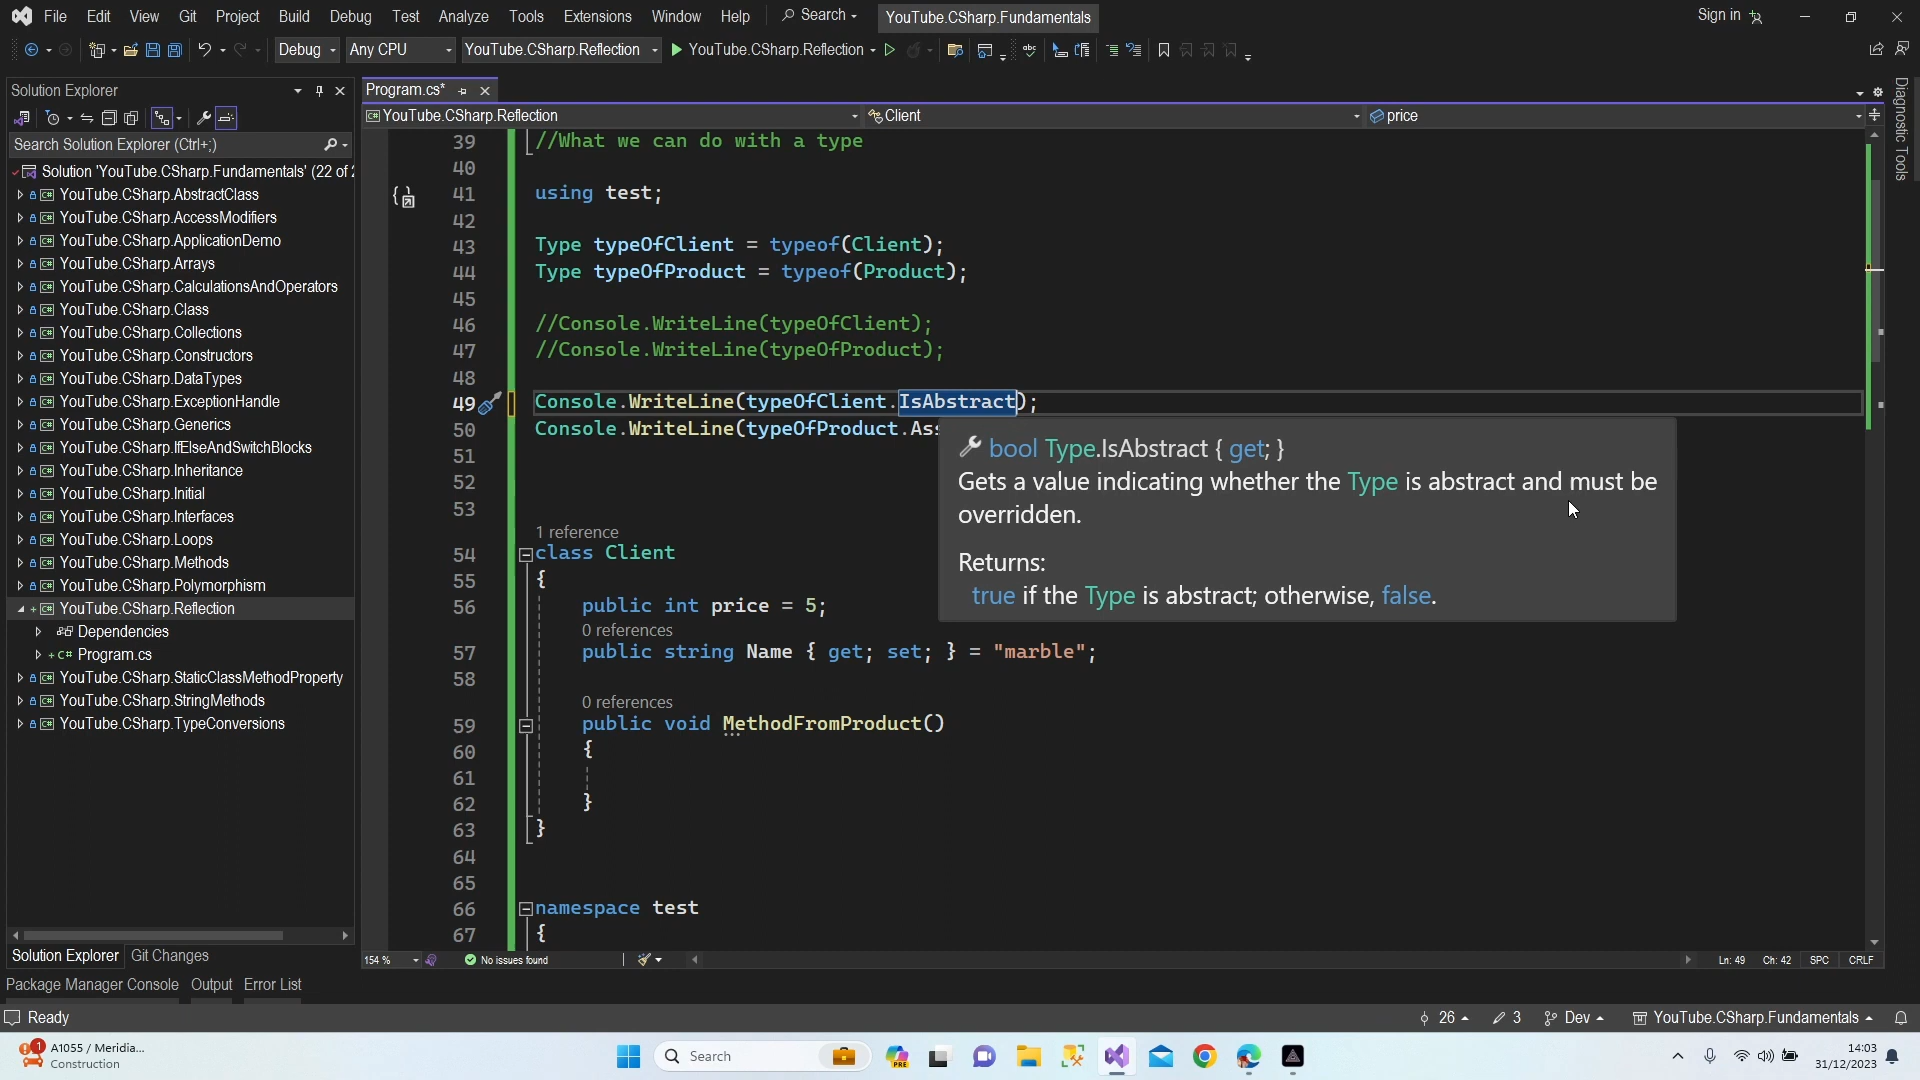 File Edit View Git Project Build Debug Test Analyze Tools Extensions Window Help Search YouTube.CSharp.Fundamentals Sign in
Debug Any CPU YouTube.CSharp.Reflection YouTube.CSharp.Reflection
Solution Explorer
Search Solution Explorer (Ctrl+;)
Solution 'YouTube.CSharp.Fundamentals' (22 of 2
YouTube.CSharp.AbstractClass
YouTube.CSharp.AccessModifiers
YouTube.CSharp.ApplicationDemo
YouTube.CSharp.Arrays
YouTube.CSharp.CalculationsAndOperators
YouTube.CSharp.Class
YouTube.CSharp.Collections
YouTube.CSharp.Constructors
YouTube.CSharp.DataTypes
YouTube.CSharp.ExceptionHandle
YouTube.CSharp.Generics
YouTube.CSharp.IfElseAndSwitchBlocks
YouTube.CSharp.Inheritance
YouTube.CSharp.Initial
YouTube.CSharp.Interfaces
YouTube.CSharp.Loops
YouTube.CSharp.Methods
YouTube.CSharp.Polymorphism
YouTube.CSharp.Reflection
Dependencies
Program.cs
YouTube.CSharp.StaticClassMethodProperty
YouTube.CSharp.StringMethods
YouTube.CSharp.TypeConversions
Solution Explorer Git Changes
Program.cs*
YouTube.CSharp.Reflection Client price
39 //What we can do with a type
40
41 using test;
42
43 Type typeOfClient = typeof(Client);
44 Type typeOfProduct = typeof(Product);
45
46 //Console.WriteLine(typeOfClient);
47 //Console.WriteLine(typeOfProduct);
48
49 Console.WriteLine(typeOfClient.IsAbstract);
50 Console.WriteLine(typeOfProduct.Ass
51
52
53
1 reference
54 class Client
55 {
56 public int price = 5;
0 references
57 public string Name { get; set; } = "marble";
58
0 references
59 public void MethodFromProduct()
60 {
61
62 }
63 }
64
65
66 namespace test
67 {
bool Type.IsAbstract { get; }
Gets a value indicating whether the Type is abstract and must be
overridden.
Returns:
true if the Type is abstract; otherwise, false.
Diagnostic Tools
154 % No issues found Ln: 49 Ch: 42 SPC CRLF
Package Manager Console Output Error List
Ready 26 3 Dev YouTube.CSharp.Fundamentals
1 A1055 / Meridia...
Construction
Search
PRE
14:03
31/12/2023